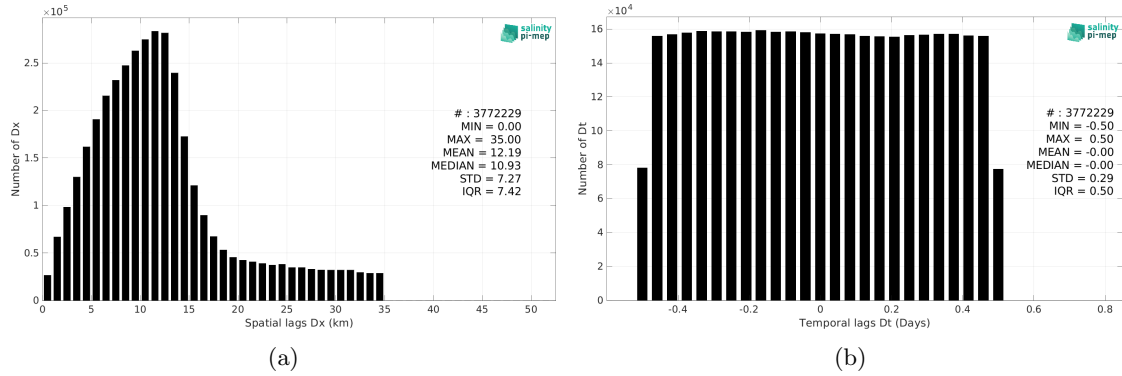 ×10⁵
salinity
pi-mep
2.5
2
1.5
1
0.5
0
# : 3772229
MIN = 0.00
MAX = 35.00
MEAN = 12.19
MEDIAN = 10.93
STD = 7.27
IQR = 7.42
Number of Dx
0 5 10 15 20 25 30 35 40 45 50
Spatial lags Dx (km)
(a)
×10⁴
salinity
pi-mep
16
14
12
10
8
6
4
2
0
# : 3772229
MIN = -0.50
MAX = 0.50
MEAN = -0.00
MEDIAN = -0.00
STD = 0.29
IQR = 0.50
Number of Dt
-0.4 -0.2 0 0.2 0.4 0.6 0.8
Temporal lags Dt (Days)
(b)